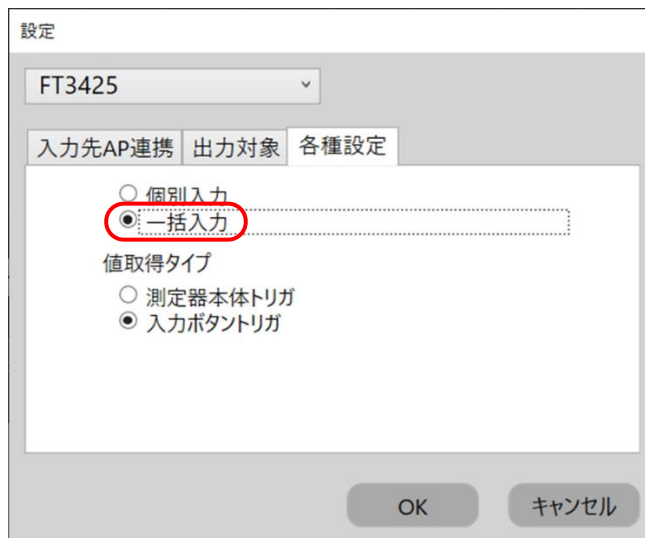 設定
FT3425
入力先AP連携 出力対象 各種設定
個別入力
一括入力
値取得タイプ
測定器本体トリガ
入力ボタントリガ
OK キャンセル